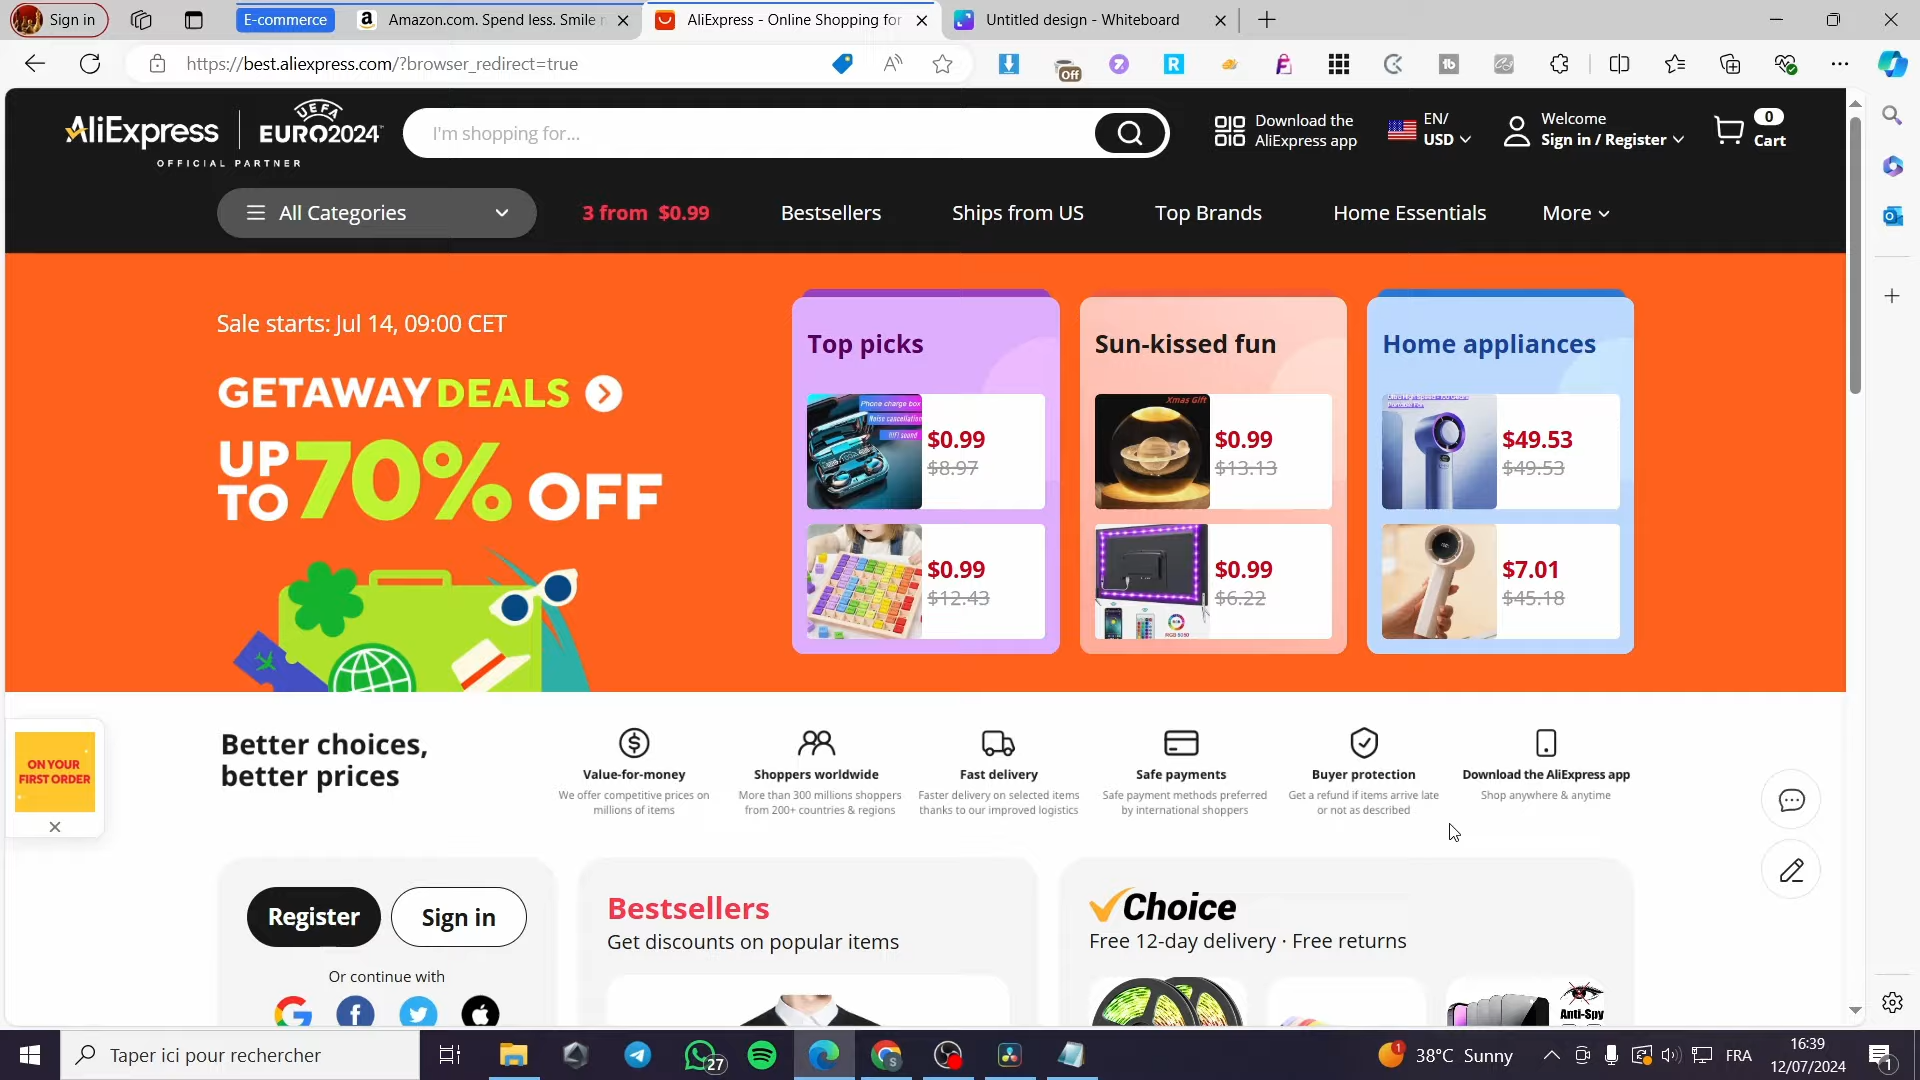 Sign in
E-commerce
Amazon.com. Spend less. Smile
AliExpress - Online Shopping for
Untitled design - Whiteboard
https://best.aliexpress.com/?browser_redirect=true
Off
AliExpress
UEFA
EURO2024
OFFICIAL PARTNER
I'm shopping for...
Download the
AliExpress app
EN/
USD
Welcome
Sign in / Register
0
Cart
All Categories
3 from $0.99
Bestsellers
Ships from US
Top Brands
Home Essentials
More
Sale starts: Jul 14, 09:00 CET
GETAWAY DEALS
UP TO 70% OFF
Top picks
Phone charge box
Noise cancellation
HIFI sound
$0.99
$8.97
$0.99
$12.43
Sun-kissed fun
Xmas Gift
$0.99
$13.13
$0.99
$6.22
Home appliances
$49.53
$49.53
$7.01
$45.18
ON YOUR
FIRST ORDER
Better choices,
better prices
Value-for-money
We offer competitive prices on
millions of items
Shoppers worldwide
More than 300 millions shoppers
from 200+ countries & regions
Fast delivery
Faster delivery on selected items
thanks to our improved logistics
Safe payments
Safe payment methods preferred
by international shoppers
Buyer protection
Get a refund if items arrive late
or not as described
Download the AliExpress app
Shop anywhere & anytime
Register
Sign in
Or continue with
Bestsellers
Get discounts on popular items
Choice
Free 12-day delivery · Free returns
Anti-Spy
Taper ici pour rechercher
27
1
38°C Sunny
FRA
16:39
12/07/2024
1